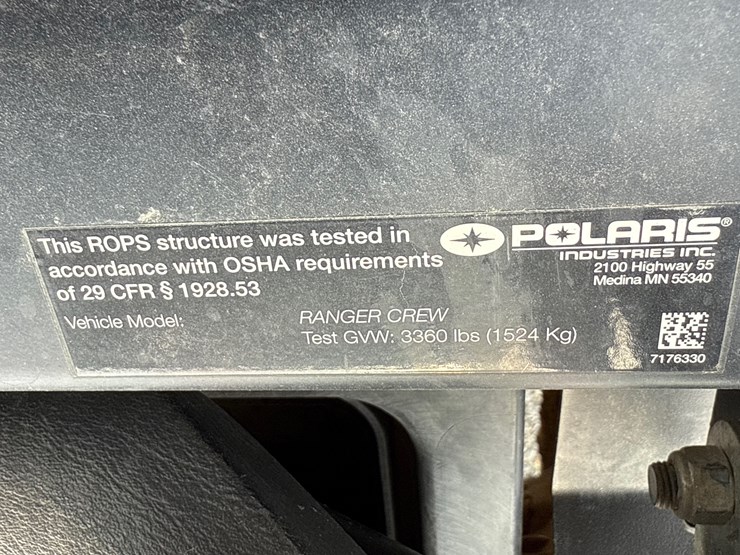 This ROPS structure was tested in
accordance with OSHA requirements
of 29 CFR § 1928.53
POLARIS®
INDUSTRIES INC.
2100 Highway 55
Medina MN 55340
Vehicle Model:
RANGER CREW
Test GVW: 3360 lbs (1524 Kg)
7176330